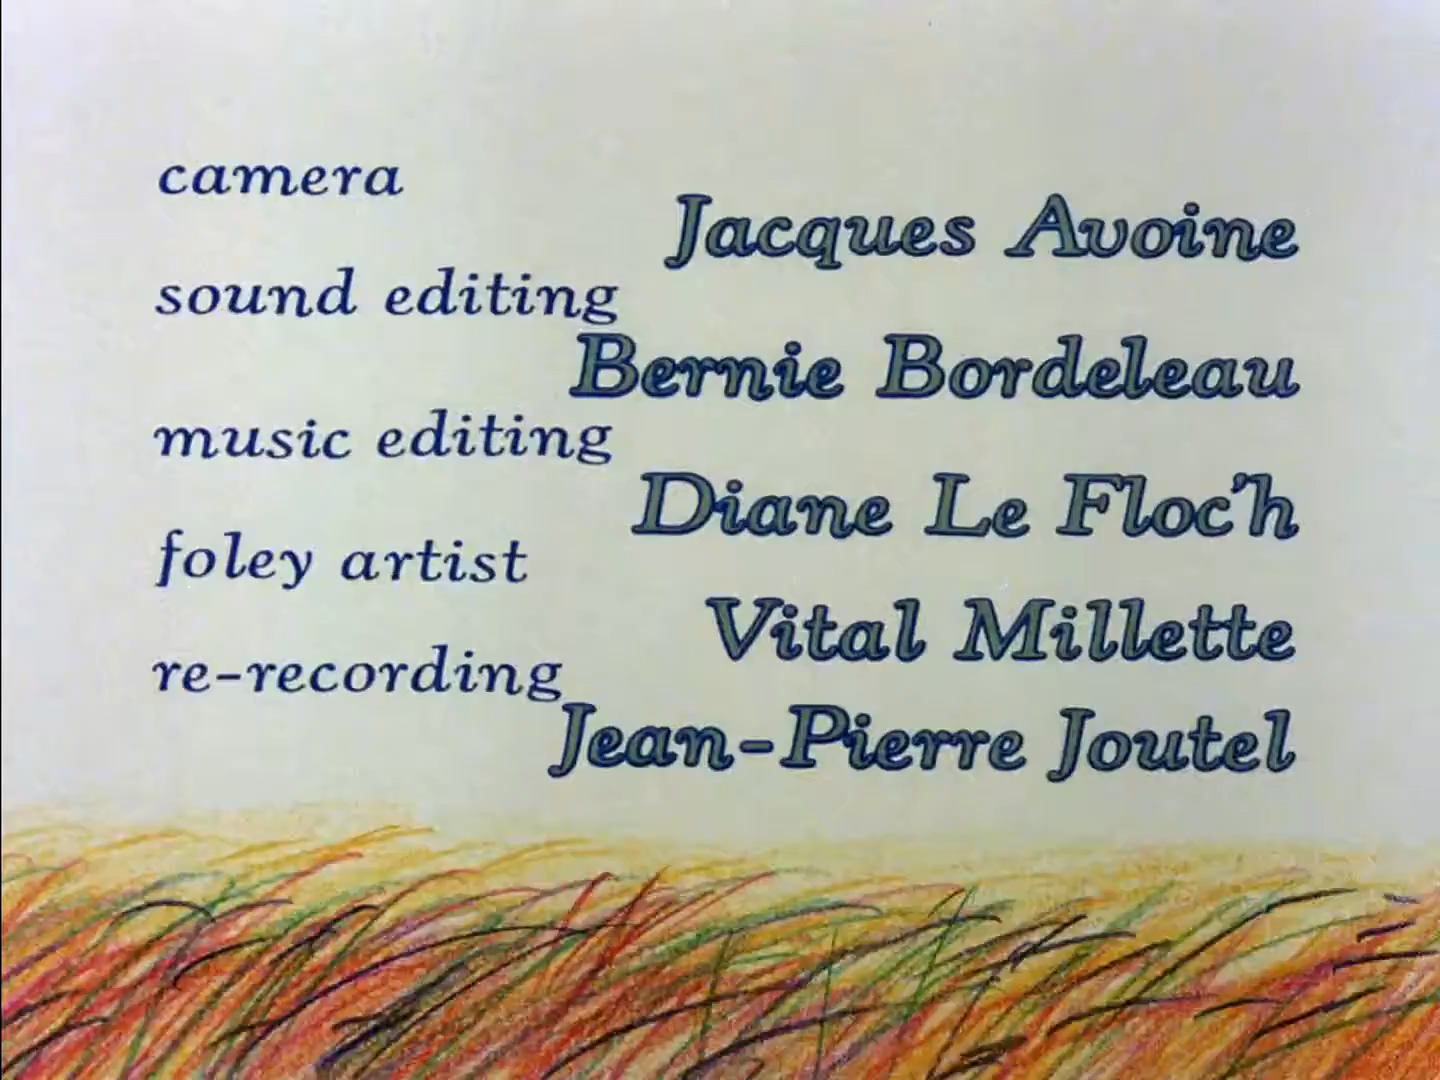 camera
Jacques Avoine
sound editing
Bernie Bordeleau
music editing
Diane Le Floc'h
foley artist
Vital Millette
re-recording
Jean-Pierre Joutel